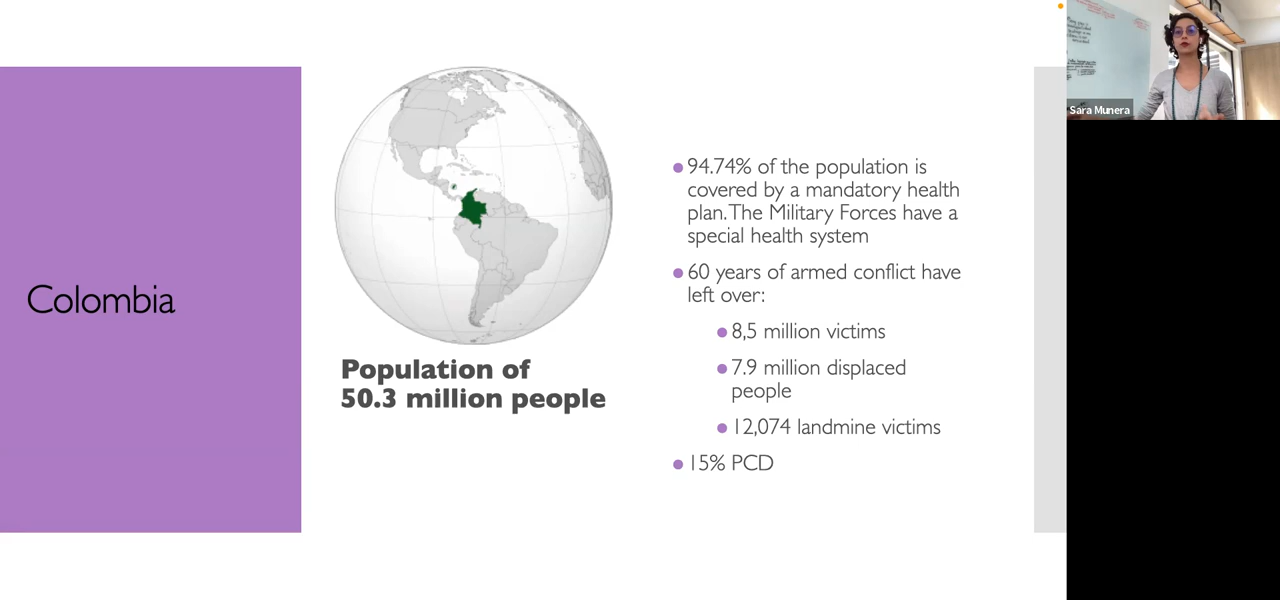 Colombia
Population of
50.3 million people
●94.74% of the population is
covered by a mandatory health
plan. The Military Forces have a
special health system
●60 years of armed conflict have
left over:
●8,5 million victims
●7.9 million displaced
people
●12,074 landmine victims
●15% PCD
Sara Munera